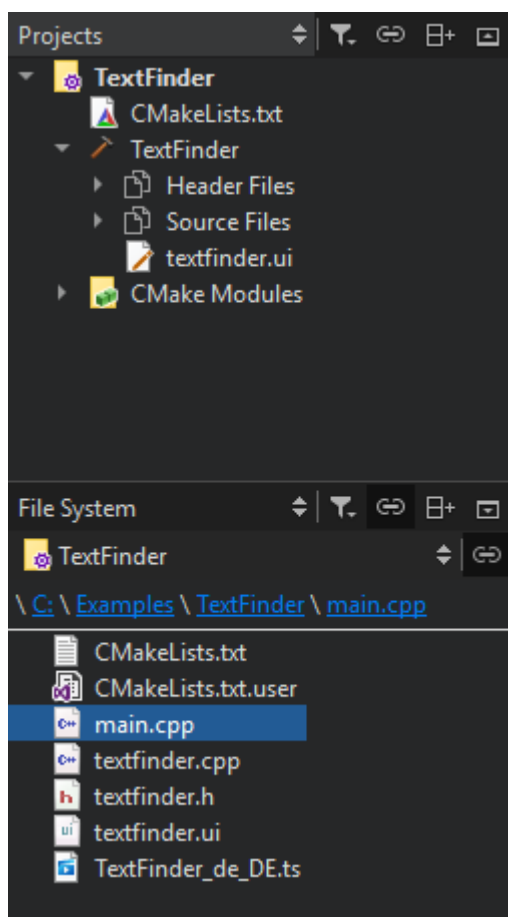 Projects
TextFinder
CMakeLists.txt
TextFinder
Header Files
Source Files
textfinder.ui
CMake Modules
File System
TextFinder
\ C: \ Examples \ TextFinder \ main.cpp
CMakeLists.txt
CMakeLists.txt.user
C++ main.cpp
C++ textfinder.cpp
h textfinder.h
ui textfinder.ui
TextFinder_de_DE.ts